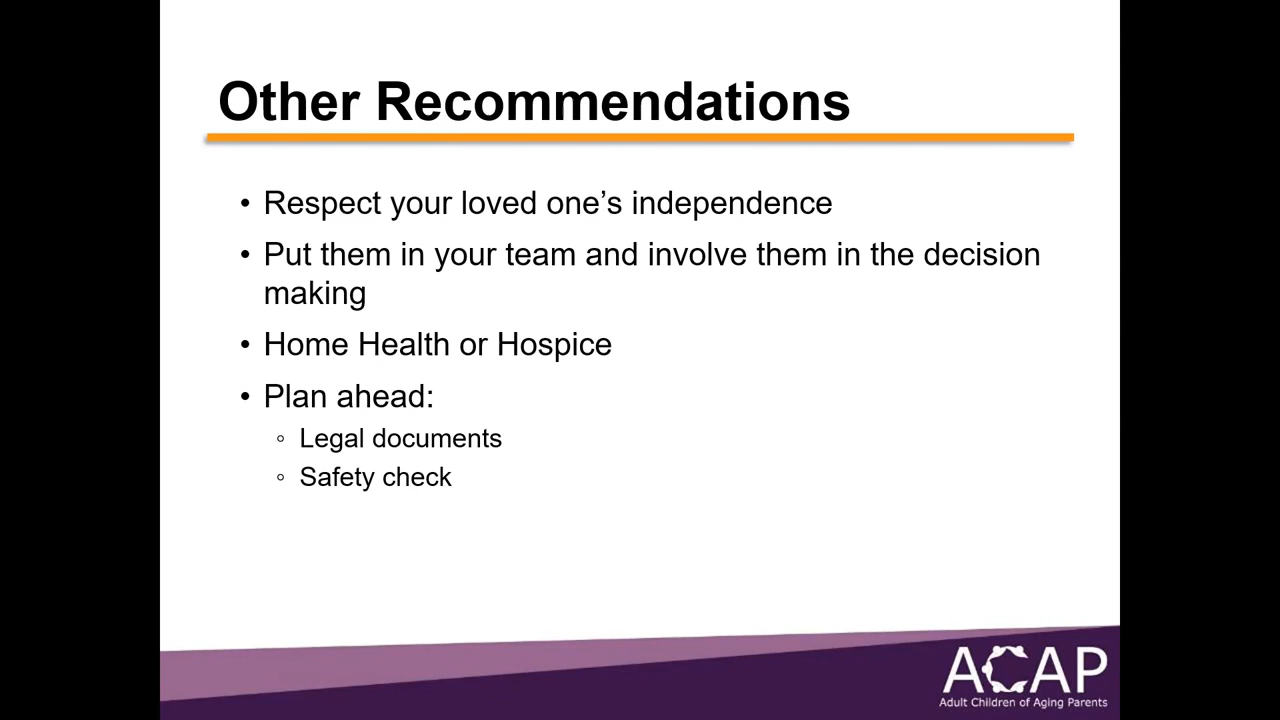 Other Recommendations
• Respect your loved one’s independence
• Put them in your team and involve them in the decision
making
• Home Health or Hospice
• Plan ahead:
◦ Legal documents
◦ Safety check
ACAP
Adult Children of Aging Parents